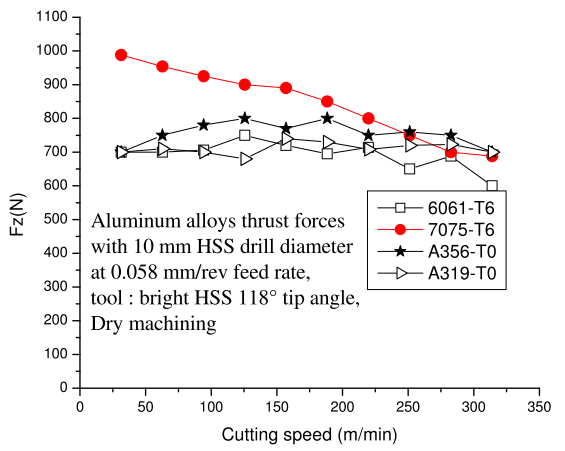 1100
1000
900
800
700
600
500
400
300
200
100
0
Fz(N)
6061-T6
7075-T6
A356-T0
A319-T0
Aluminum alloys thrust forces
with 10 mm HSS drill diameter
at 0.058 mm/rev feed rate,
tool : bright HSS 118° tip angle,
Dry machining
0 50 100 150 200 250 300 350
Cutting speed (m/min)